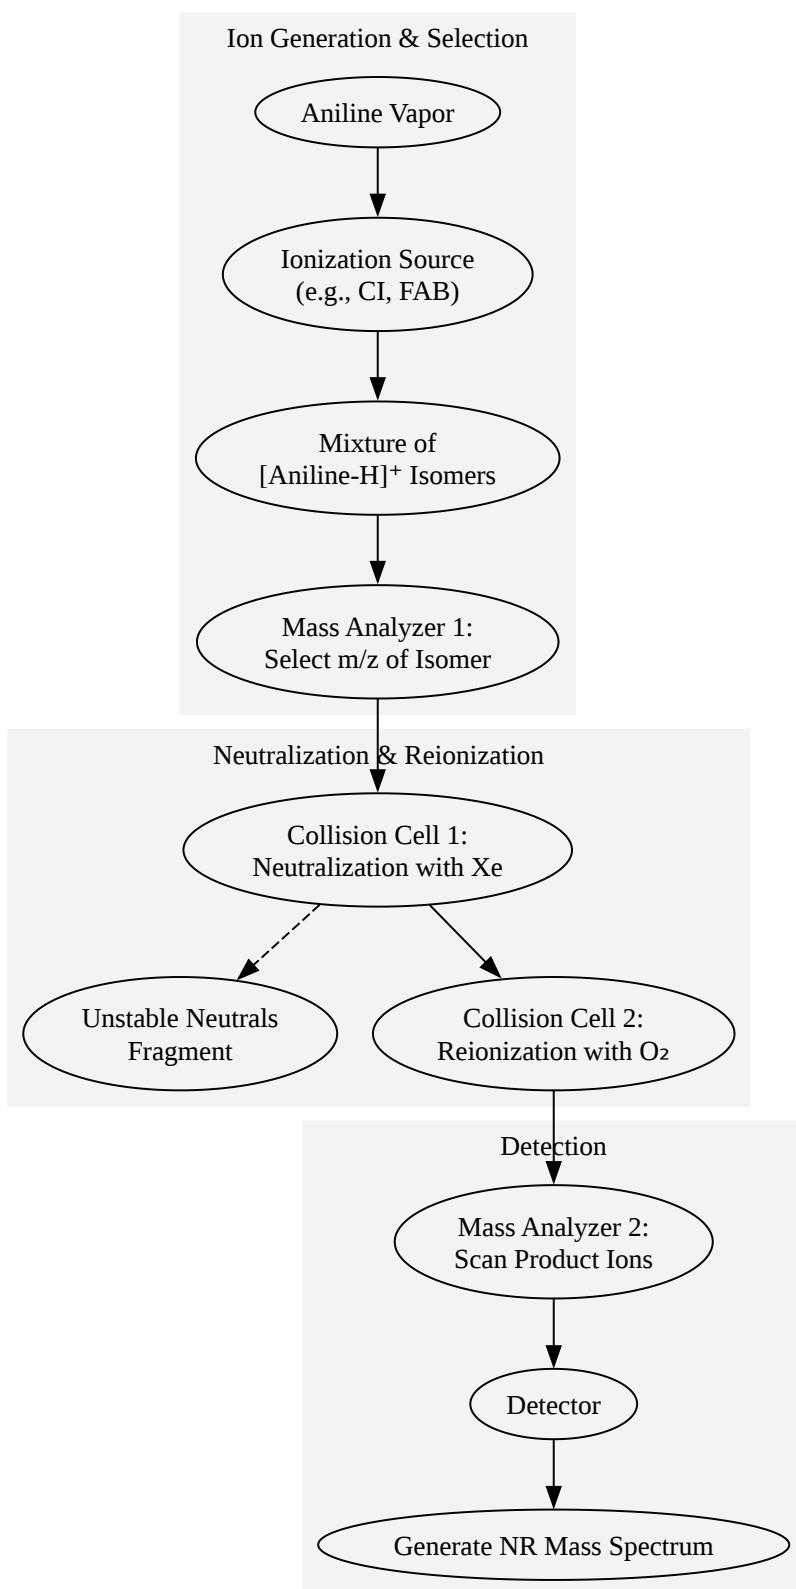 Ion Generation & Selection
Aniline Vapor
Ionization Source
(e.g., CI, FAB)
Mixture of
[Aniline-H]⁺ Isomers
Mass Analyzer 1:
Select m/z of Isomer
Neutralization & Reionization
Collision Cell 1:
Neutralization with Xe
Unstable Neutrals
Fragment
Collision Cell 2:
Reionization with O₂
Detection
Mass Analyzer 2:
Scan Product Ions
Detector
Generate NR Mass Spectrum